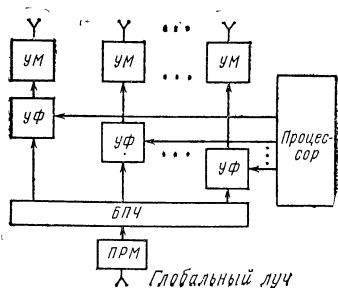 УМ УМ УМ
УФ
УФ
УФ
Процес-
сор
БПЧ
ПРМ
Глобальный луч